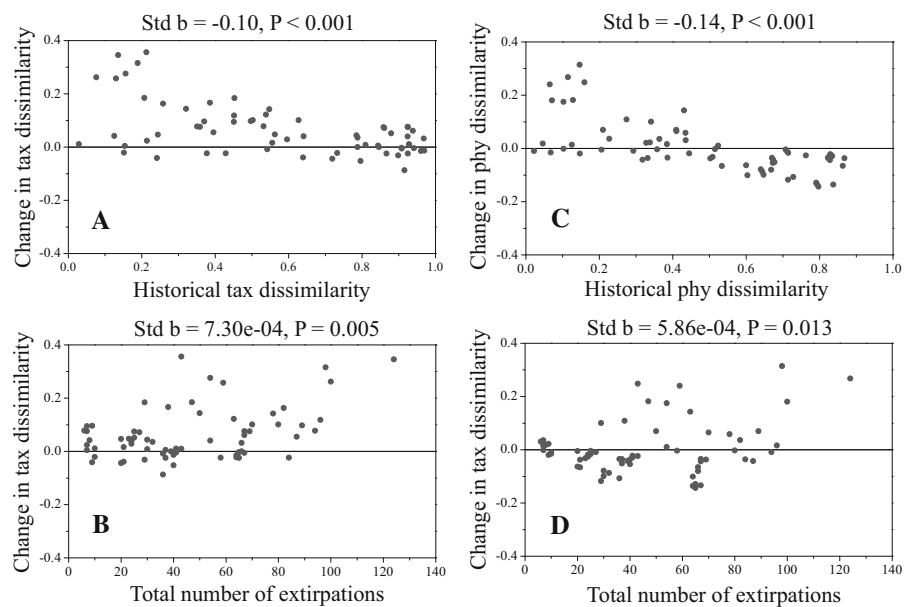 Std b = -0.10, P < 0.001
Change in tax dissimilarity
0.4
0.2
0.0
-0.2
-0.4
A
0.0 0.2 0.4 0.6 0.8 1.0
Historical tax dissimilarity
Std b = -0.14, P < 0.001
Change in phy dissimilarity
0.4
0.2
0.0
-0.2
-0.4
C
0.0 0.2 0.4 0.6 0.8 1.0
Historical phy dissimilarity
Std b = 7.30e-04, P = 0.005
Change in tax dissimilarity
0.4
0.2
0.0
-0.2
-0.4
B
0 20 40 60 80 100 120 140
Total number of extirpations
Std b = 5.86e-04, P = 0.013
Change in tax dissimilarity
0.4
0.2
0.0
-0.2
-0.4
D
0 20 40 60 80 100 120 140
Total number of extirpations